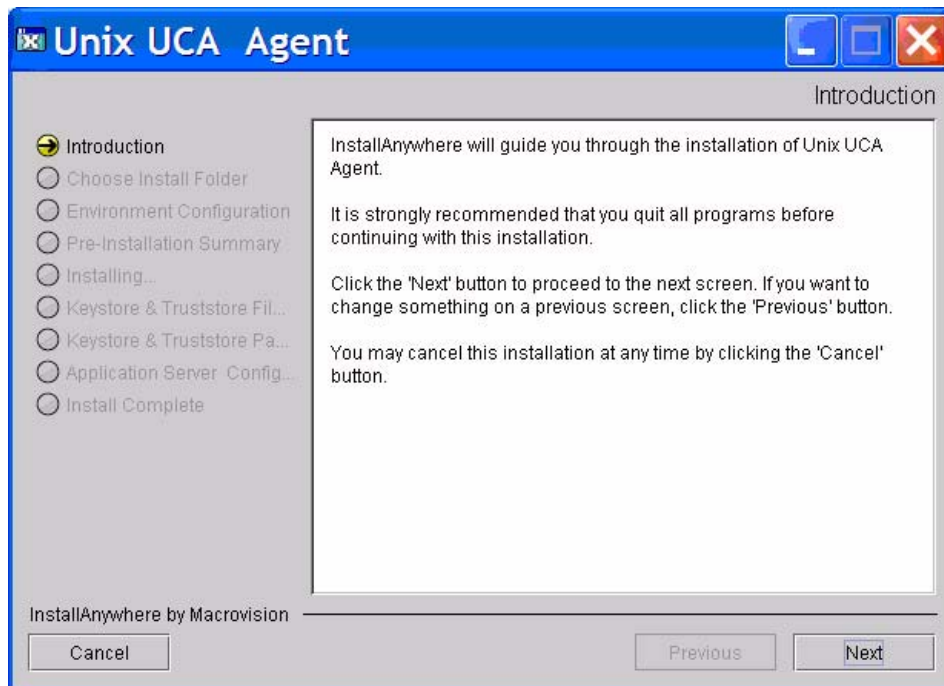 Unix UCA Agent
Introduction
Introduction
Choose Install Folder
Environment Configuration
Pre-Installation Summary
Installing...
Keystore & Truststore Fil...
Keystore & Truststore Pa...
Application Server Config...
Install Complete
InstallAnywhere will guide you through the installation of Unix UCA
Agent.
It is strongly recommended that you quit all programs before
continuing with this installation.
Click the 'Next' button to proceed to the next screen. If you want to
change something on a previous screen, click the 'Previous' button.
You may cancel this installation at any time by clicking the 'Cancel'
button.
InstallAnywhere by Macrovision
Cancel
Previous
Next